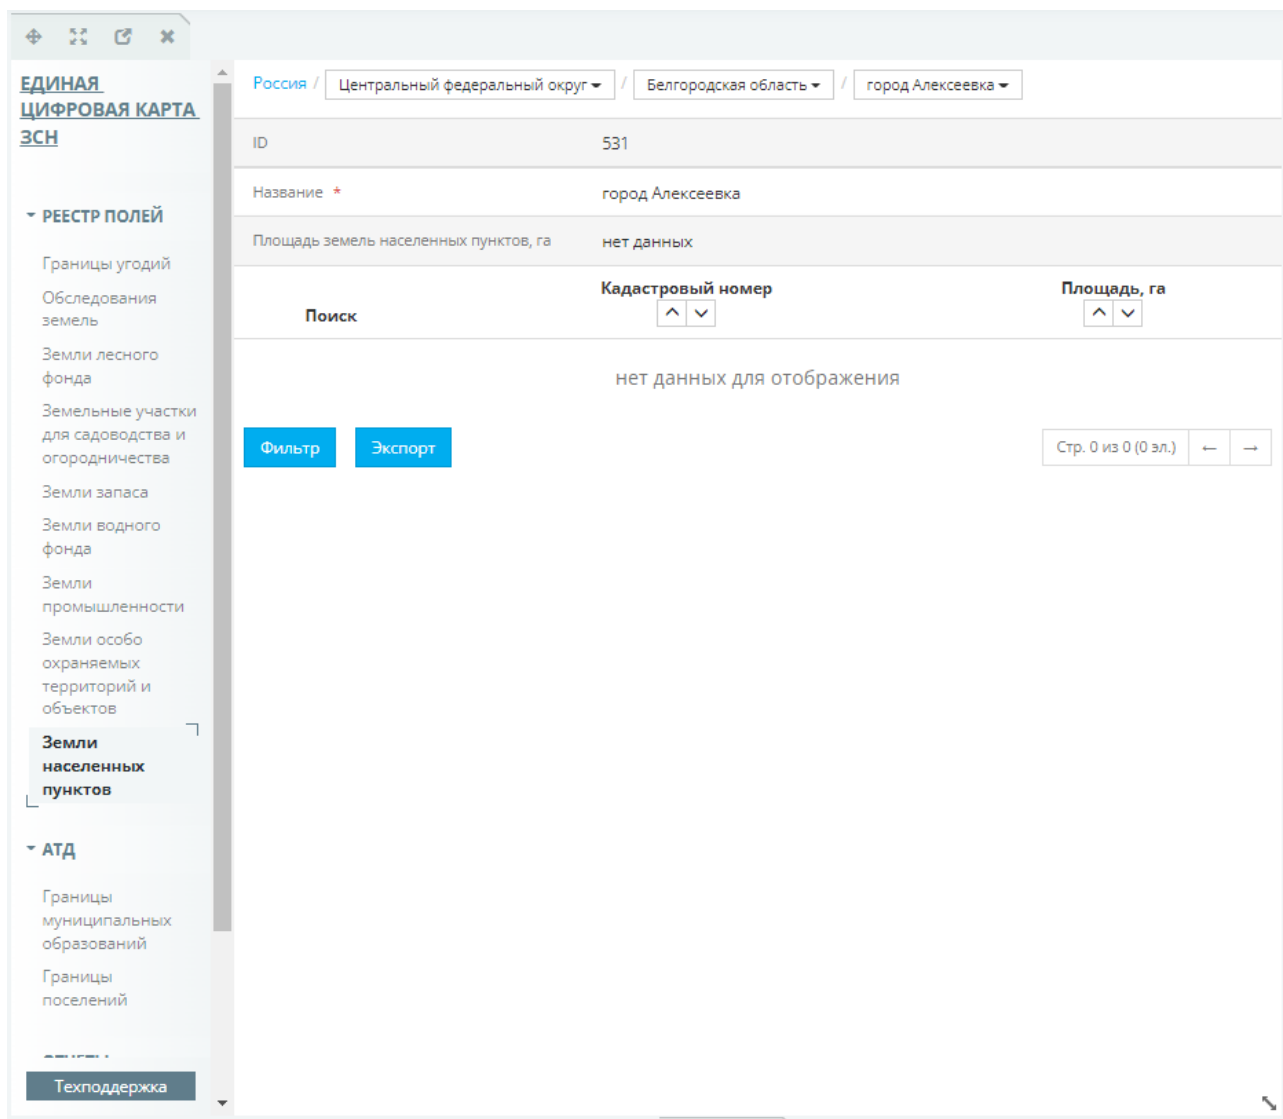 ЕДИНАЯ
ЦИФРОВАЯ КАРТА
ЗСН
РЕЕСТР ПОЛЕЙ
Границы угодий
Обследования
земель
Земли лесного
фонда
Земельные участки
для садоводства и
огородничества
Земли запаса
Земли водного
фонда
Земли
промышленности
Земли особо
охраняемых
территорий и
объектов
Земли
населенных
пунктов
АТД
Границы
муниципальных
образований
Границы
поселений
Техподдержка
Россия / Центральный федеральный округ / Белгородская область / город Алексеевка
ID 531
Название * город Алексеевка
Площадь земель населенных пунктов, га нет данных
Поиск Кадастровый номер Площадь, га
нет данных для отображения
Фильтр Экспорт Стр. 0 из 0 (0 эл.) ← →